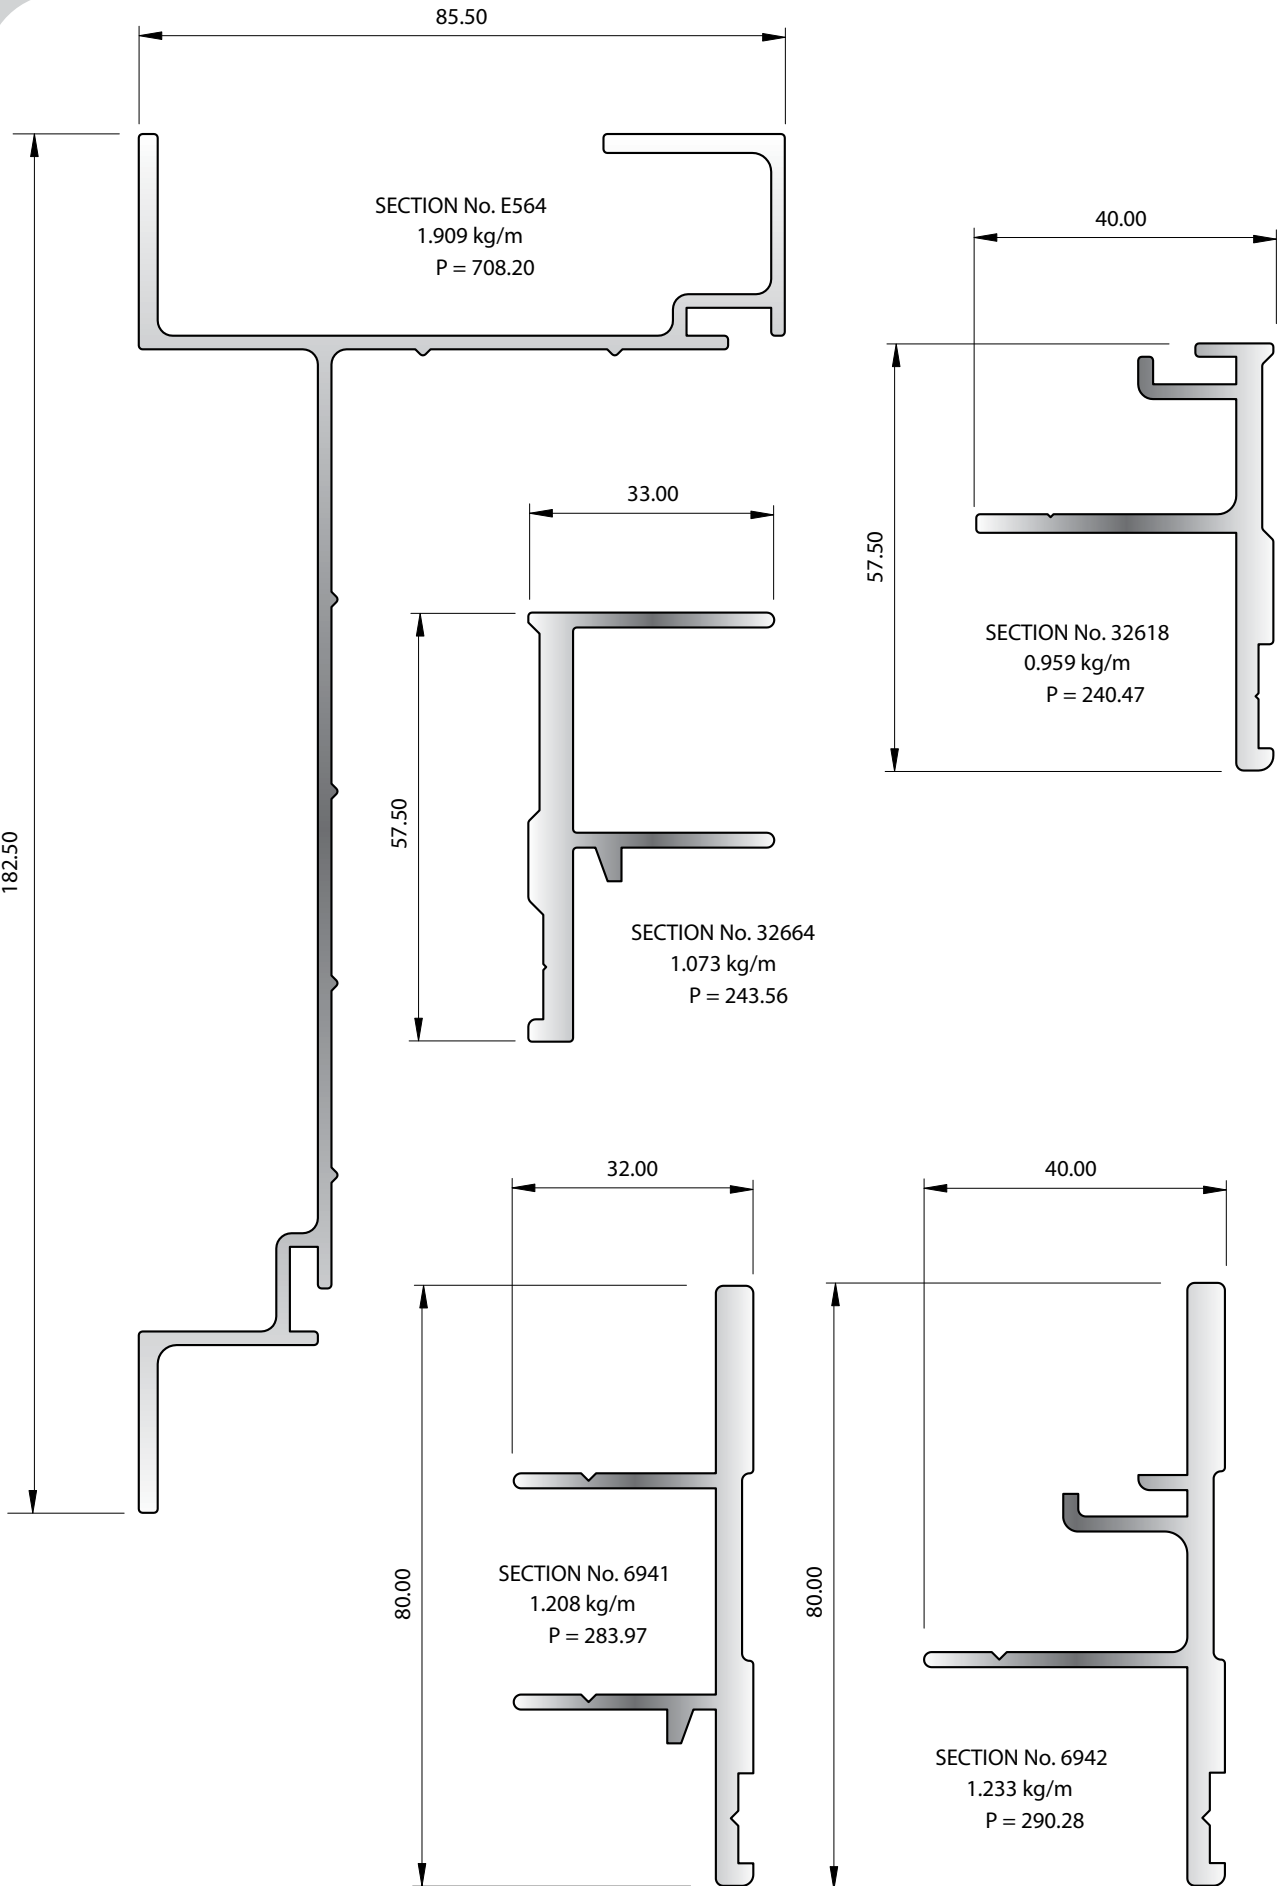 85.50
SECTION No. E564
1.909 kg/m
P = 708.20
40.00
57.50
SECTION No. 32618
0.959 kg/m
P = 240.47
33.00
57.50
182.50
SECTION No. 32664
1.073 kg/m
P = 243.56
32.00
40.00
80.00
SECTION No. 6941
1.208 kg/m
P = 283.97
80.00
SECTION No. 6942
1.233 kg/m
P = 290.28